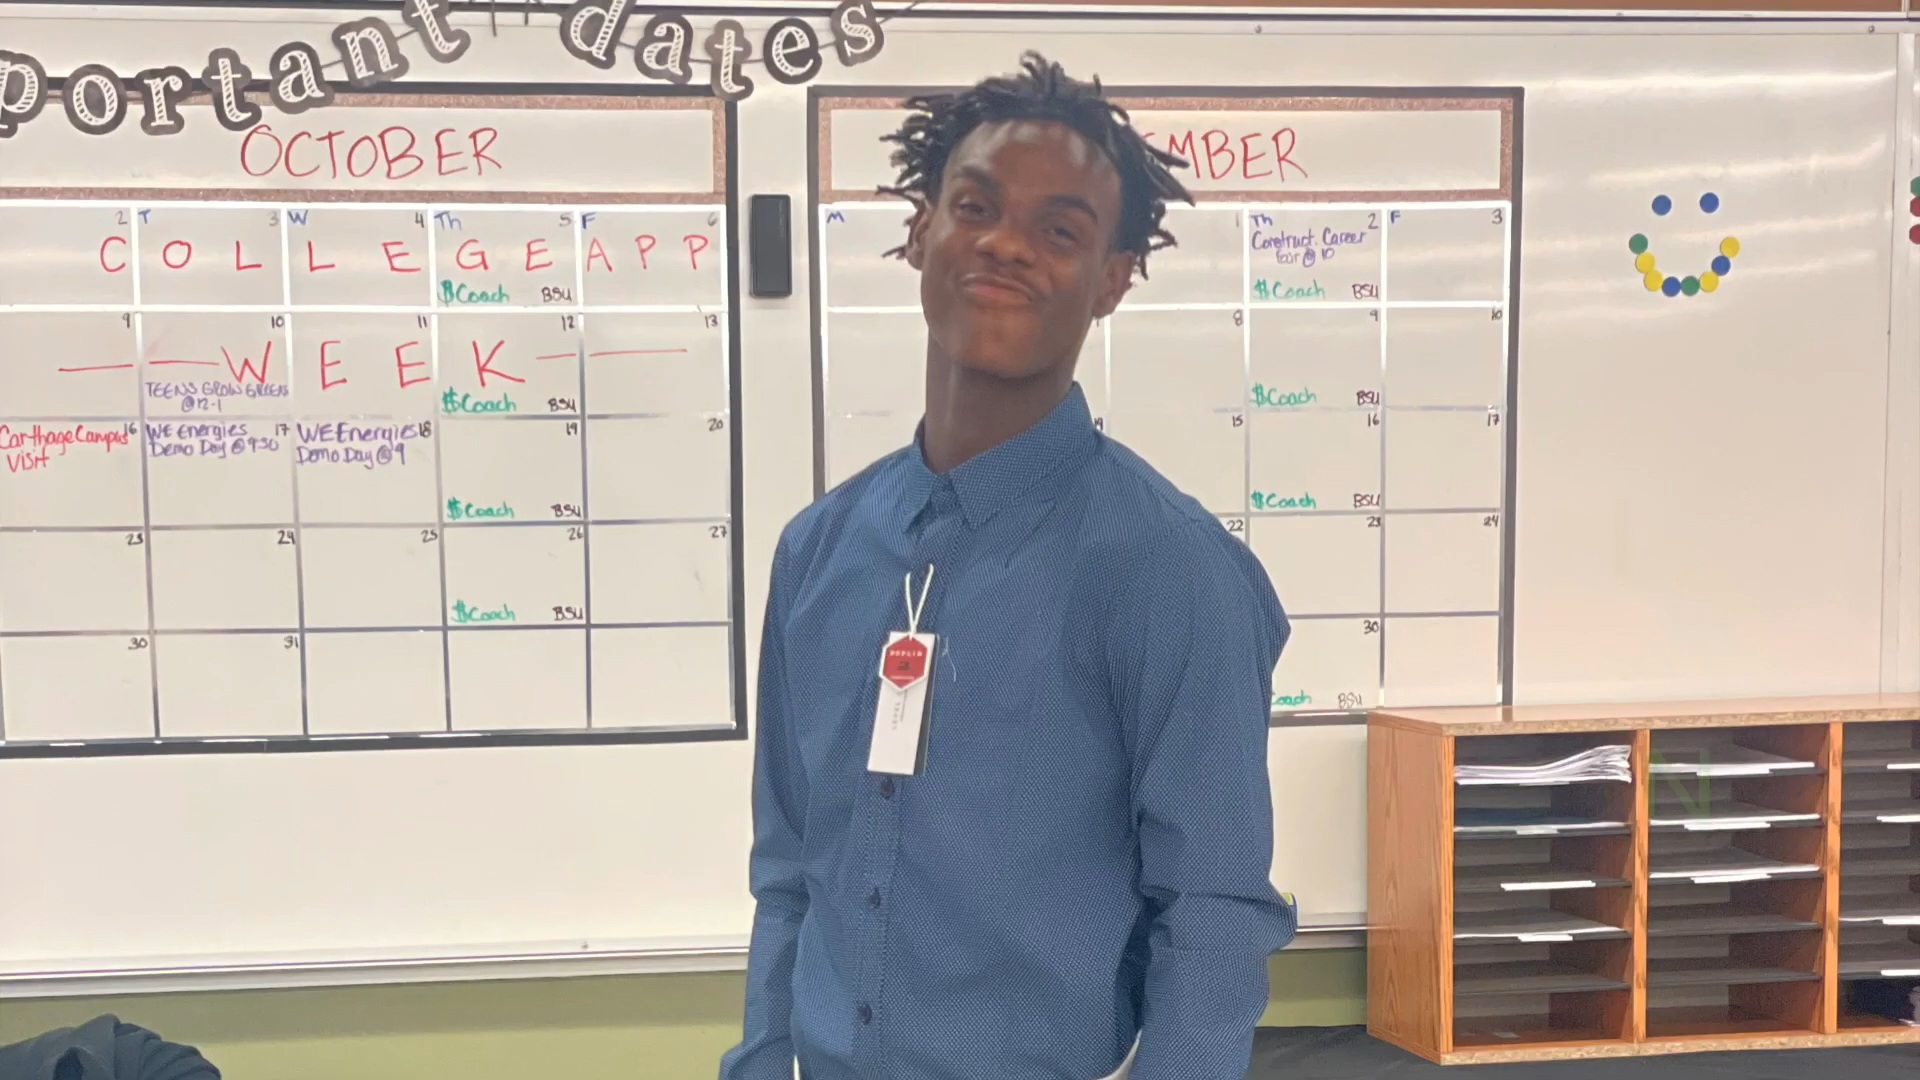 portant dates
OCTOBER
MBER
2 T 3 W 4 Th 5 F 6
C O L L E G E A P P
$Coach BSU
9 10 11 12 13
— — W E E K — —
TEENS GROW GREENS
@12-1
$Coach BSU
Carthage Campus 16 WE Energies 17 WE Energies 18 19 20
Visit Demo Day @ 9:30 Demo Day @ 9
$Coach BSU
23 24 25 26 27
$Coach BSU
30 31
M 1 Th 2 F 3
Construct. Career
fair @ 10
$Coach BSU
8 9 10
$Coach BSU
15 16 17
$Coach BSU
22 23 24
30
oach BSU
POPLIN
N